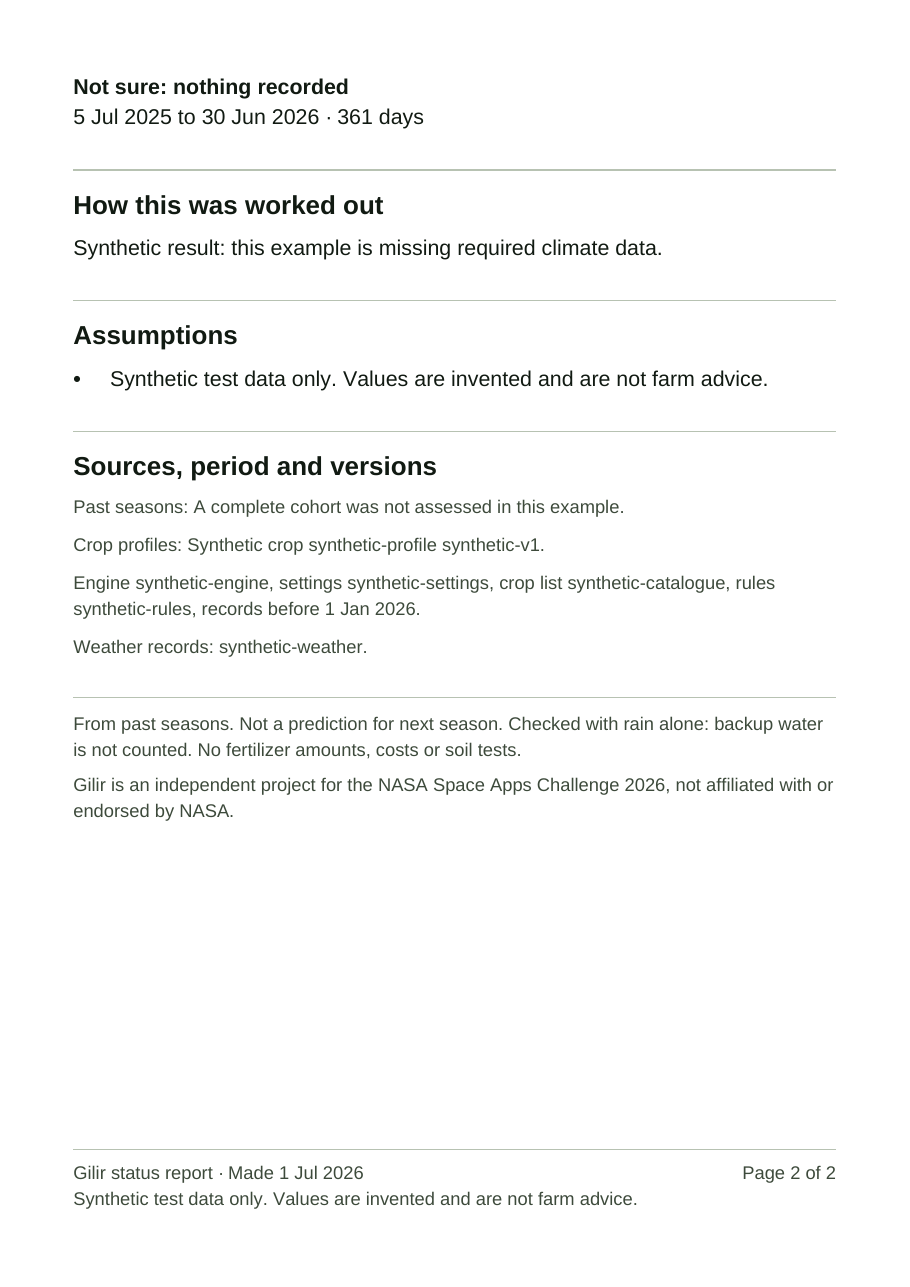 Not sure: nothing recorded
5 Jul 2025 to 30 Jun 2026 · 361 days
How this was worked out
Synthetic result: this example is missing required climate data.
Assumptions
• Synthetic test data only. Values are invented and are not farm advice.
Sources, period and versions
Past seasons: A complete cohort was not assessed in this example.
Crop profiles: Synthetic crop synthetic-profile synthetic-v1.
Engine synthetic-engine, settings synthetic-settings, crop list synthetic-catalogue, rules
synthetic-rules, records before 1 Jan 2026.
Weather records: synthetic-weather.
From past seasons. Not a prediction for next season. Checked with rain alone: backup water
is not counted. No fertilizer amounts, costs or soil tests.
Gilir is an independent project for the NASA Space Apps Challenge 2026, not affiliated with or
endorsed by NASA.
Gilir status report · Made 1 Jul 2026 Page 2 of 2
Synthetic test data only. Values are invented and are not farm advice.